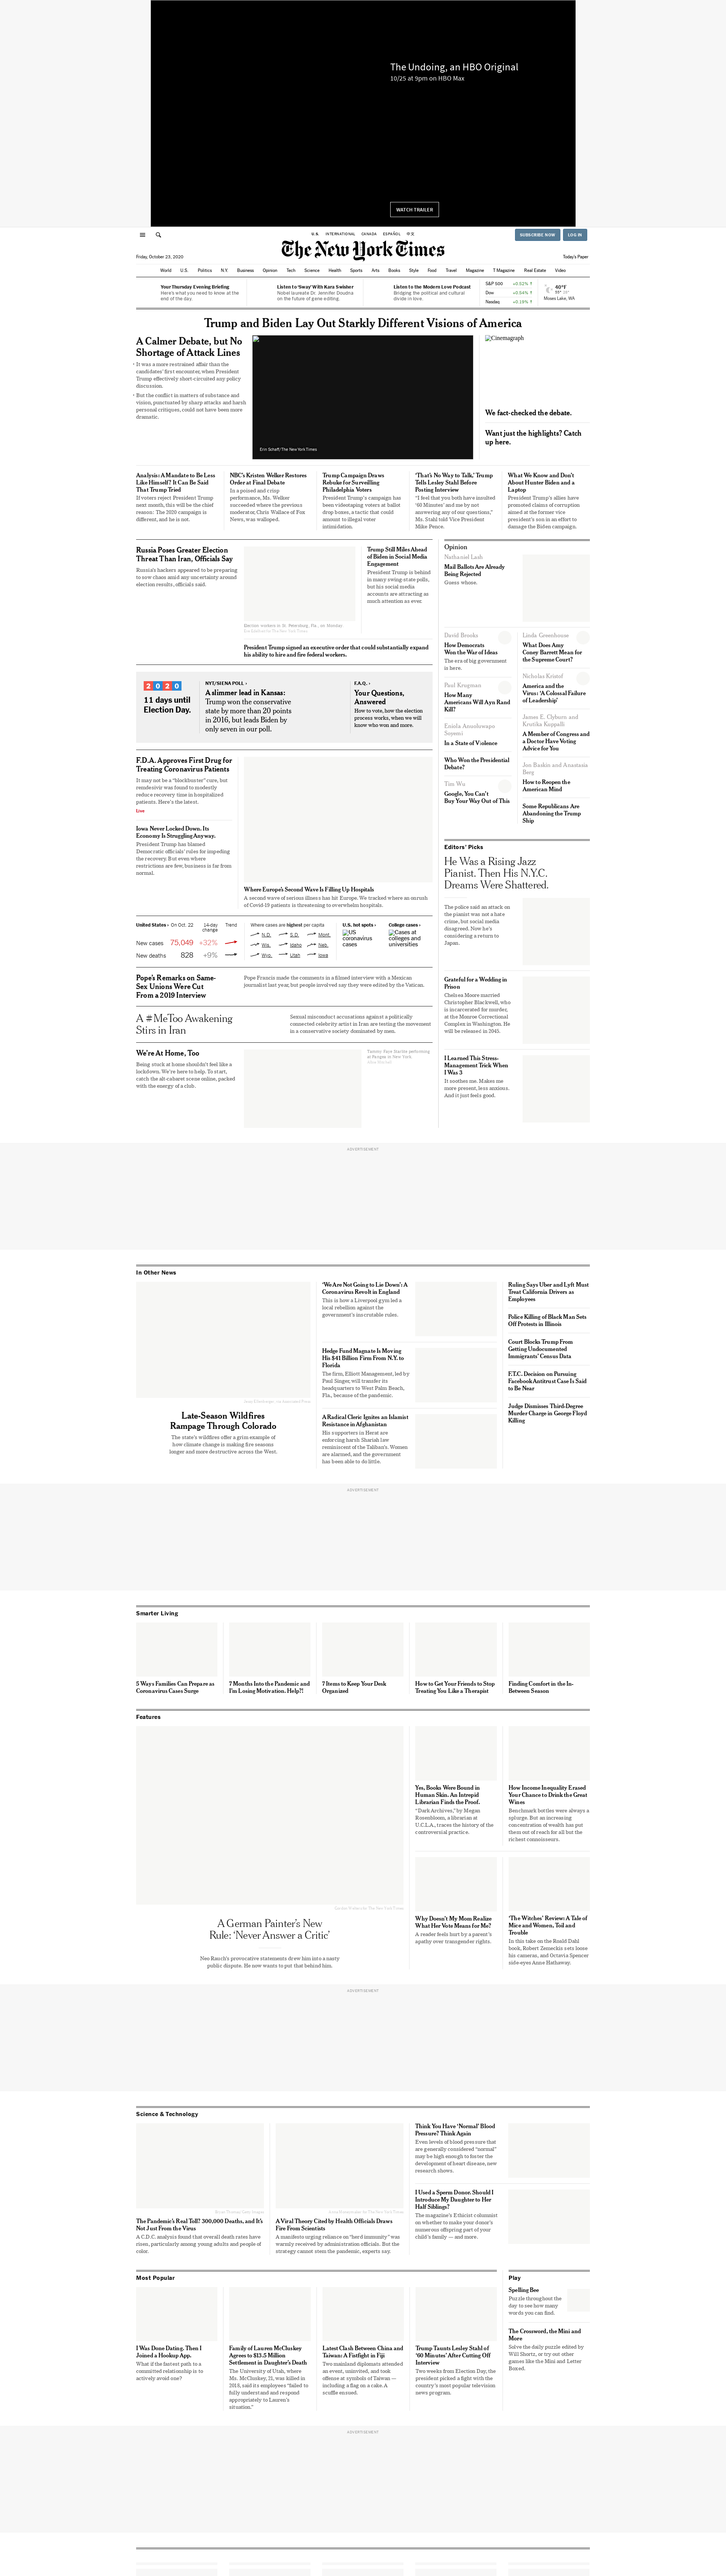 The Undoing, an HBO Original
10/25 at 9pm on HBO Max
WATCH TRAILER
U.S. INTERNATIONAL CANADA ESPAÑOL 中文
SUBSCRIBE NOW LOG IN
The New York Times
Friday, October 23, 2020
Today's Paper
World U.S. Politics N.Y. Business Opinion Tech Science Health Sports Arts Books Style Food Travel Magazine T Magazine Real Estate Video
Your Thursday Evening Briefing
Here's what you need to know at the
end of the day.
Listen to 'Sway' With Kara Swisher
Nobel laureate Dr. Jennifer Doudna
on the future of gene editing.
Listen to the Modern Love Podcast
Bridging the political and cultural
divide in love.
S&P 500 +0.52% ↑
Dow +0.54% ↑
Nasdaq +0.19% ↑
40°F
Moses Lake, WA
Trump and Biden Lay Out Starkly Different Visions of America
A Calmer Debate, but No
Shortage of Attack Lines
It was a more restrained affair than the
candidates' first encounter, when President
Trump effectively short-circuited any policy
discussion.
But the conflict in matters of substance and
vision, punctuated by sharp attacks and harsh
personal critiques, could not have been more
dramatic.
Erin Schaff/The New York Times
Cinemagraph
We fact-checked the debate.
Want just the highlights? Catch
up here.
Analysis: A Mandate to Be Less
Like Himself? It Can Be Said
That Trump Tried
If voters reject President Trump
next month, this will be the chief
reason: The 2020 campaign is
different, and he is not.
NBC's Kristen Welker Restores
Order at Final Debate
In a poised and crisp
performance, Ms. Welker
succeeded where the previous
moderator, Chris Wallace of Fox
News, was walloped.
Trump Campaign Draws
Rebuke for Surveilling
Philadelphia Voters
President Trump's campaign has
been videotaping voters at ballot
drop boxes, a tactic that could
amount to illegal voter
intimidation.
'That's No Way to Talk,' Trump
Tells Lesley Stahl Before
Posting Interview
"I feel that you both have insulted
'60 Minutes' and me by not
answering any of our questions,"
Ms. Stahl told Vice President
Mike Pence.
What We Know and Don't
About Hunter Biden and a
Laptop
President Trump's allies have
promoted claims of corruption
aimed at the former vice
president's son in an effort to
damage the Biden campaign.
Russia Poses Greater Election
Threat Than Iran, Officials Say
Russia's hackers appeared to be preparing
to sow chaos amid any uncertainty around
election results, officials said.
Election workers in St. Petersburg, Fla., on Monday.
Eve Edelheit for The New York Times
Trump Still Miles Ahead
of Biden in Social Media
Engagement
President Trump is behind
in many swing-state polls,
but his social media
accounts are attracting as
much attention as ever.
President Trump signed an executive order that could substantially expand
his ability to hire and fire federal workers.
2020
11 days until
Election Day.
NYT/SIENA POLL ›
A slimmer lead in Kansas:
Trump won the conservative
state by more than 20 points
in 2016, but leads Biden by
only seven in our poll.
F.A.Q. ›
Your Questions,
Answered
How to vote, how the election
process works, when we will
know who won and more.
F.D.A. Approves First Drug for
Treating Coronavirus Patients
It may not be a "blockbuster" cure, but
remdesivir was found to modestly
reduce recovery time in hospitalized
patients. Here's the latest.
LIVE
Iowa Never Locked Down. Its
Economy Is Struggling Anyway.
President Trump has blamed
Democratic officials' rules for impeding
the recovery. But even where
restrictions are few, business is far from
normal.
Where Europe's Second Wave Is Filling Up Hospitals
A second wave of serious illness has hit Europe. We tracked where an onrush
of Covid-19 patients is threatening to overwhelm hospitals.
United States › On Oct. 22 14-day change Trend
New cases 75,049 +32%
New deaths 828 +9%
Where cases are highest per capita
N.D. S.D. Mont.
Wis. Idaho Neb.
Wyo. Utah Iowa
U.S. hot spots ›
US
coronavirus
cases
College cases ›
Cases at
colleges and
universities
Pope's Remarks on Same-
Sex Unions Were Cut
From a 2019 Interview
Pope Francis made the comments in a filmed interview with a Mexican
journalist last year, but people involved say they were edited by the Vatican.
A #MeToo Awakening
Stirs in Iran
Sexual misconduct accusations against a politically
connected celebrity artist in Iran are testing the movement
in a conservative society dominated by men.
We're At Home, Too
Being stuck at home shouldn't feel like a
lockdown. We're here to help. To start,
catch the alt-cabaret scene online, packed
with the energy of a club.
Opinion
Nathaniel Lash
Mail Ballots Are Already
Being Rejected
Guess whose.
David Brooks
How Democrats
Won the War of Ideas
The era of big government
is here.
Paul Krugman
How Many
Americans Will Ayn Rand
Kill?
In a State of Violence
Who Won the Presidential
Debate?
Tim Wu
Google, You Can't
Buy Your Way Out of This
Linda Greenhouse
What Does Amy
Coney Barrett Mean for
the Supreme Court?
Nicholas Kristof
America and the
Virus: 'A Colossal Failure
of Leadership'
James E. Clyburn and
A Member of Congress and
a Doctor Have Voting
Advice for You
Jon Baskin and Anastasia
Berg
How to Reopen the
American Mind
Some Republicans Are
Abandoning the Trump
Ship
Editors' Picks
He Was a Rising Jazz
Pianist. Then His N.Y.C.
Dreams Were Shattered.
The police said an attack on
the pianist was not a hate
crime, but social media
disagreed. Now he's
considering a return to
Japan.
Grateful for a Wedding in
Prison
Chelsea Moore married
Christopher Blackwell, who
is incarcerated for murder,
at the Monroe Correctional
Complex in Washington. He
will be released in 2045.
I Learned This Stress-
Management Trick When
I Was 3
It soothes me. Makes me
more present, less anxious.
And it just feels good.
ADVERTISEMENT
In Other News
Late-Season Wildfires
Rampage Through Colorado
The state's wildfires offer a grim example of
how climate change is making fire seasons
longer and more destructive across the West.
'We Are Not Going to Lie Down': A
Coronavirus Revolt in England
This is how a Liverpool gym led a
local rebellion against the
government's inscrutable rules.
Hedge Fund Magnate Is Moving
His $41 Billion Firm From N.Y. to
Florida
The firm, Elliott Management, led by
Paul Singer, will transfer its
headquarters to West Palm Beach,
Fla., because of the pandemic.
A Radical Cleric Ignites an Islamist
Resistance in Afghanistan
His supporters in Herat are
enforcing harsh Shariah law
reminiscent of the Taliban's. Women
are alarmed, and the government
has been able to do little.
Ruling Says Uber and Lyft Must
Treat California Drivers as
Employees
Police Killing of Black Man Sets
Off Protests in Illinois
Court Blocks Trump From
Getting Undocumented
Immigrants' Census Data
F.T.C. Decision on Pursuing
Facebook Antitrust Case Is Said
to Be Near
Judge Dismisses Third-Degree
Murder Charge in George Floyd
Killing
ADVERTISEMENT
Smarter Living
5 Ways Families Can Prepare as
Coronavirus Cases Surge
7 Months Into the Pandemic and
I'm Losing Motivation. Help?!
7 Items to Keep Your Desk
Organized
How to Get Your Friends to Stop
Treating You Like a Therapist
Finding Comfort in the In-
Between Season
Features
A German Painter's New
Rule: 'Never Answer a Critic'
Neo Rauch's provocative statements drew him into a nasty
public dispute. He now wants to put that behind him.
Yes, Books Were Bound in
Human Skin. An Intrepid
Librarian Finds the Proof.
"Dark Archives," by Megan
Rosenbloom, a librarian at
U.C.L.A., traces the history of the
controversial practice.
How Income Inequality Erased
Your Chance to Drink the Great
Wines
Benchmark bottles were always a
splurge. But an increasing
concentration of wealth has put
them out of reach for all but the
richest connoisseurs.
Why Doesn't My Mom Realize
What Her Vote Means for Me?
A reader feels hurt by a parent's
apathy over transgender rights.
'The Witches' Review: A Tale of
Mice and Women, Toil and
Trouble
In this take on the Roald Dahl
book, Robert Zemeckis sets loose
his cameras, and Octavia Spencer
side-eyes Anne Hathaway.
ADVERTISEMENT
Science & Technology
The Pandemic's Real Toll? 300,000 Deaths, and It's
Not Just From the Virus
A C.D.C. analysis found that overall death rates have
risen, particularly among young adults and people of
color.
A Viral Theory Cited by Health Officials Draws
Fire From Scientists
A manifesto urging reliance on "herd immunity" was
warmly received by administration officials. But the
strategy cannot stem the pandemic, experts say.
Think You Have 'Normal' Blood
Pressure? Think Again
Even levels of blood pressure that
are generally considered "normal"
may be high enough to foster the
development of heart disease, new
research shows.
I Used a Sperm Donor. Should I
Introduce My Daughter to Her
Half Siblings?
The magazine's Ethicist columnist
on whether to make your donor's
numerous offspring part of your
child's family — and more.
Most Popular
I Was Done Dating. Then I
Joined a Hookup App.
What if the fastest path to a
committed relationship is to
actively avoid one?
Family of Lauren McCluskey
Agrees to $13.5 Million
Settlement in Daughter's Death
The University of Utah, where
Ms. McCluskey, 21, was killed in
2018, said its employees "failed to
fully understand and respond
appropriately to Lauren's
situation."
Latest Clash Between China and
Taiwan: A Fistfight in Fiji
Two mainland diplomats attended
an event, uninvited, and took
offense at symbols of Taiwan —
including a flag on a cake. A
scuffle ensued.
Trump Taunts Lesley Stahl of
'60 Minutes' After Cutting Off
Interview
Two weeks from Election Day, the
president picked a fight with the
country's most popular television
news program.
Play
Spelling Bee
Puzzle through the
day to see how many
words you can find.
The Crossword, the Mini and
More
Solve the daily puzzle edited by
Will Shortz, or try out other
games like the Mini and Letter
Boxed.
ADVERTISEMENT